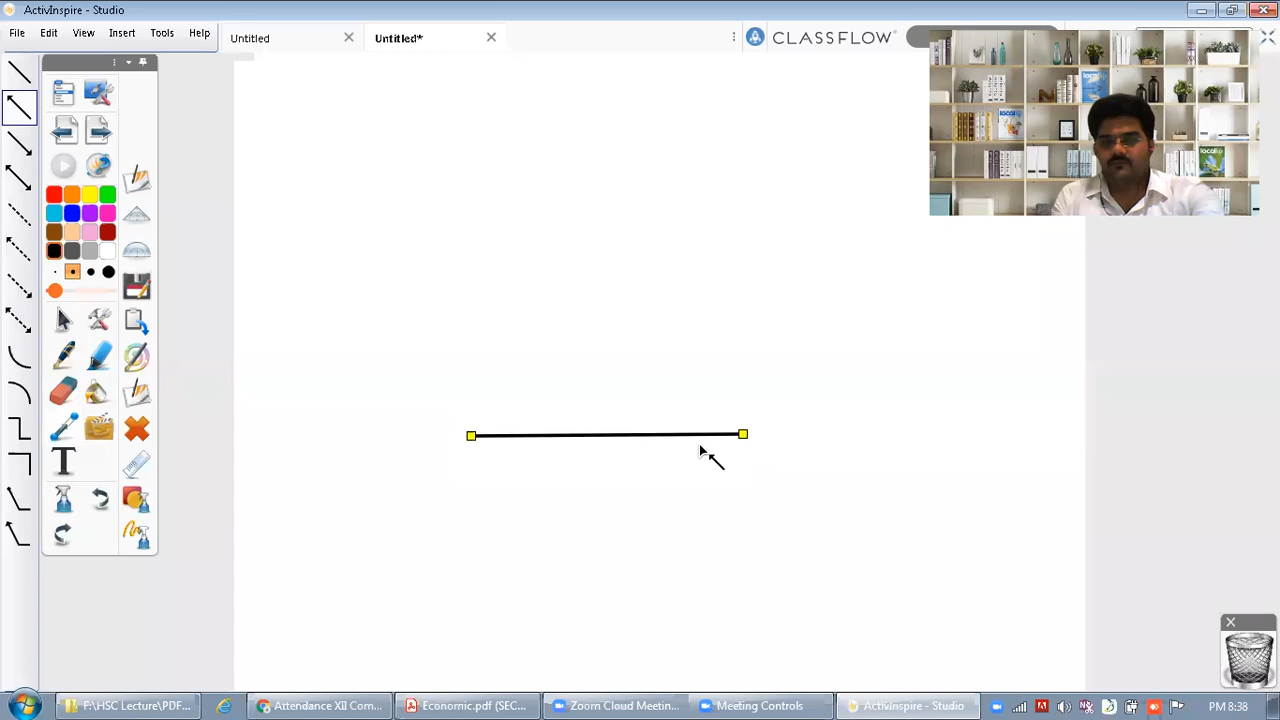 ActivInspire - Studio
File Edit View Insert Tools Help
Untitled
Untitled*
CLASSFLOW
T
F:\HSC Lecture\PDF...
Attendance XII Com...
Economic.pdf (SEC...
Zoom Cloud Meetin...
Meeting Controls
ActivInspire - Studio
PM 8:38